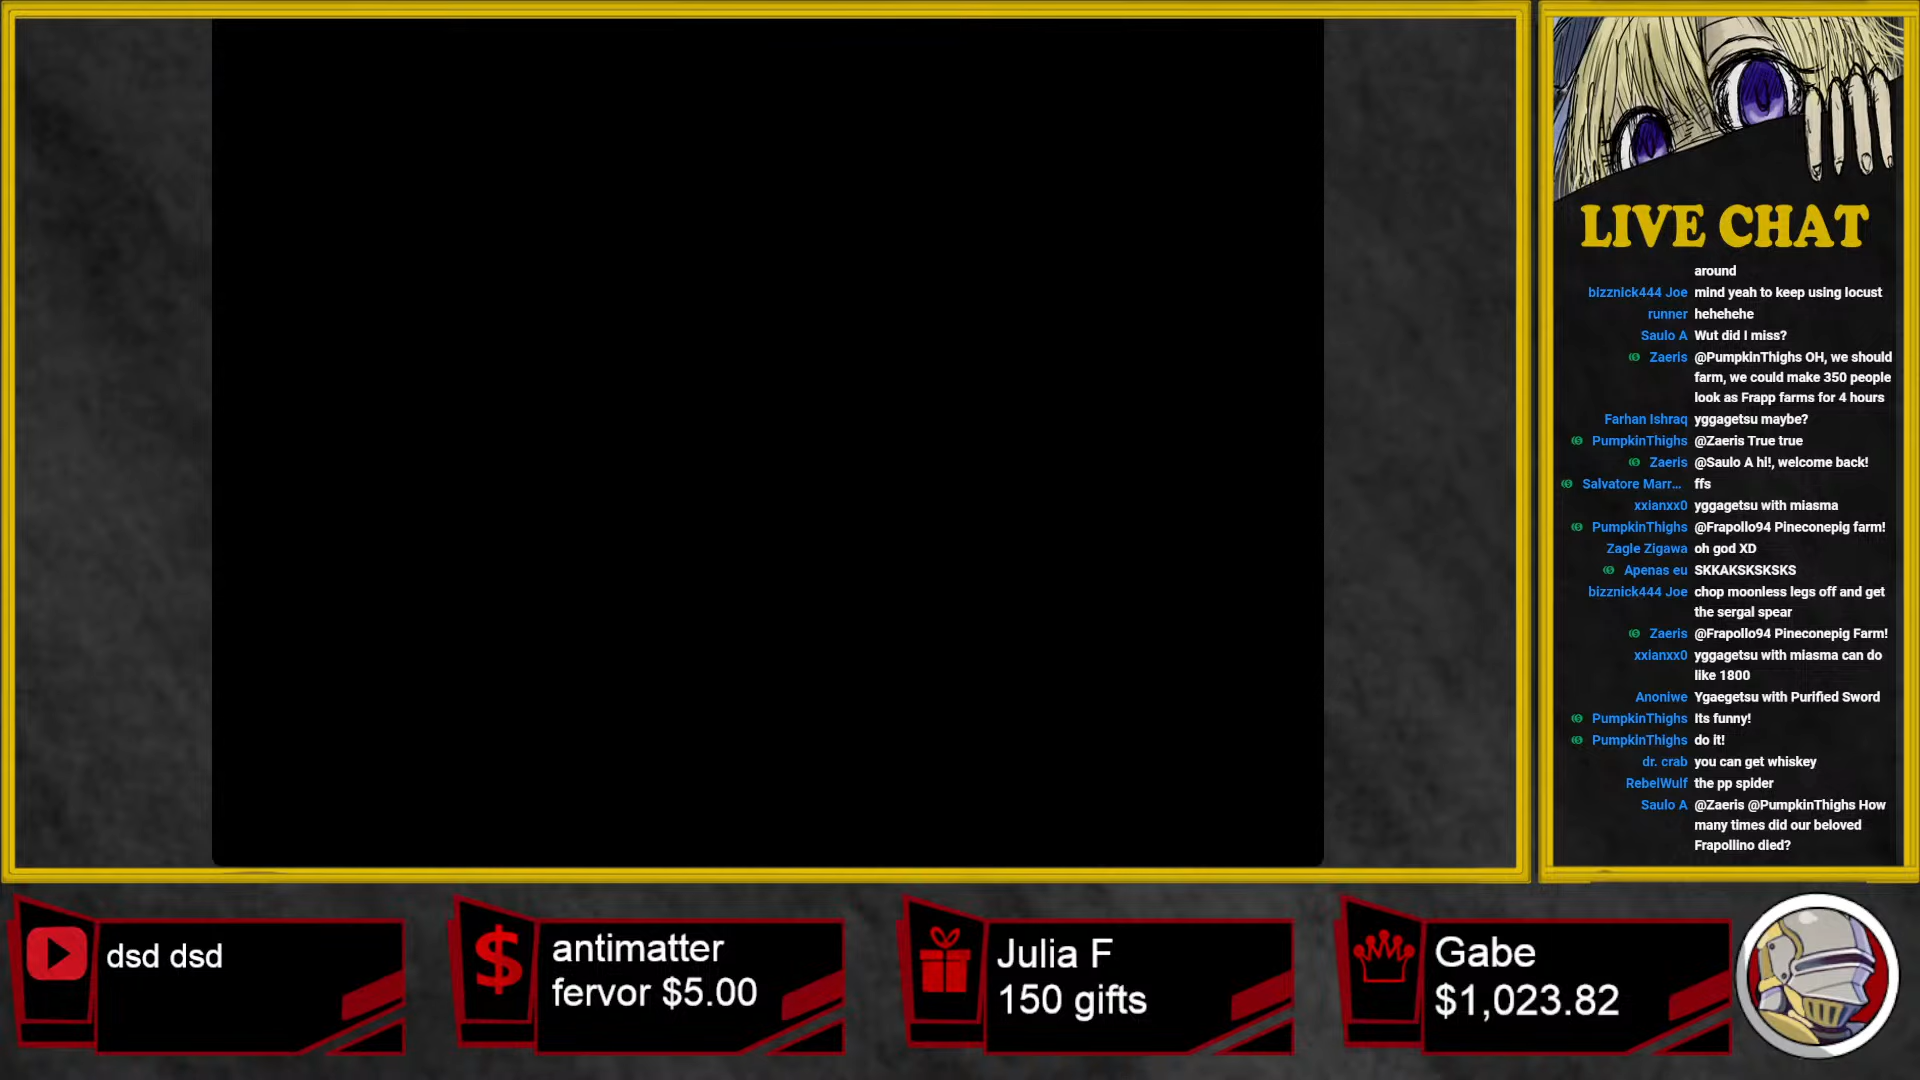 LIVE CHAT
around
bizznick444 Joe mind yeah to keep using locust
runner hehehehe
Saulo A Wut did I miss?
Zaeris @PumpkinThighs OH, we should
farm, we could make 350 people
look as Frapp farms for 4 hours
Farhan Ishraq yggagetsu maybe?
PumpkinThighs @Zaeris True true
Zaeris @Saulo A hi!, welcome back!
Salvatore Marr... ffs
xxianxx0 yggagetsu with miasma
PumpkinThighs @Frapollo94 Pineconepig farm!
Zagle Zigawa oh god XD
Apenas eu SKKAKSKSKSKS
bizznick444 Joe chop moonless legs off and get
the sergal spear
Zaeris @Frapollo94 Pineconepig Farm!
xxianxx0 yggagetsu with miasma can do
like 1800
Anoniwe Ygaegetsu with Purified Sword
PumpkinThighs Its funny!
PumpkinThighs do it!
dr. crab you can get whiskey
RebelWulf the pp spider
Saulo A @Zaeris @PumpkinThighs How
many times did our beloved
Frapollino died?
dsd dsd
antimatter
fervor $5.00
Julia F
150 gifts
Gabe
$1,023.82